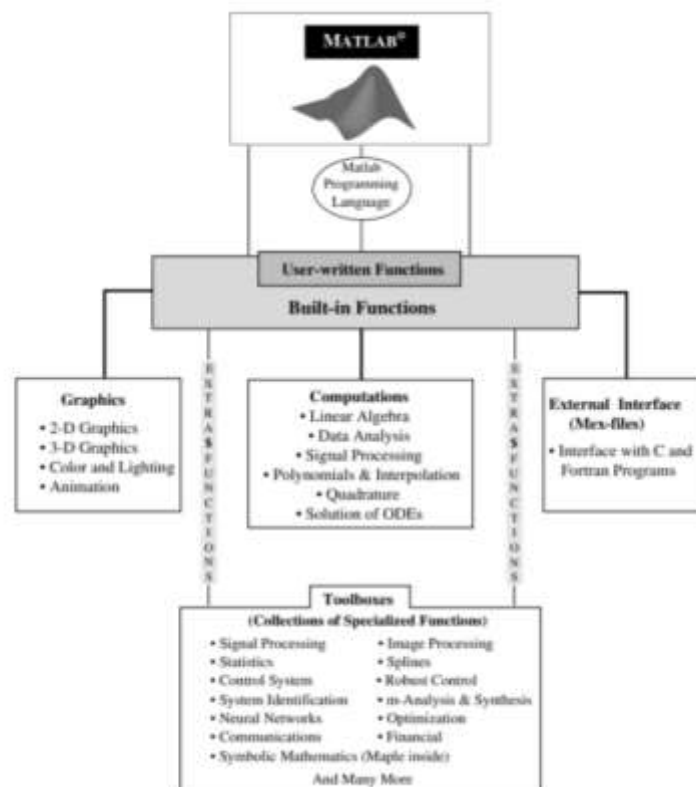 MATLAB®
Matlab
Programming
Language
User-written Functions
Built-in Functions
EXTRA$FUNCTIONS
EXTRA$FUNCTIONS
Graphics
• 2-D Graphics
• 3-D Graphics
• Color and Lighting
• Animation
Computations
• Linear Algebra
• Data Analysis
• Signal Processing
• Polynomials & Interpolation
• Quadrature
• Solution of ODEs
External Interface
(Mex-files)
• Interface with C and
Fortran Programs
Toolboxes
(Collections of Specialized Functions)
• Signal Processing
• Statistics
• Control System
• System Identification
• Neural Networks
• Communications
• Symbolic Mathematics (Maple inside)
• Image Processing
• Splines
• Robust Control
• m-Analysis & Synthesis
• Optimization
• Financial
And Many More